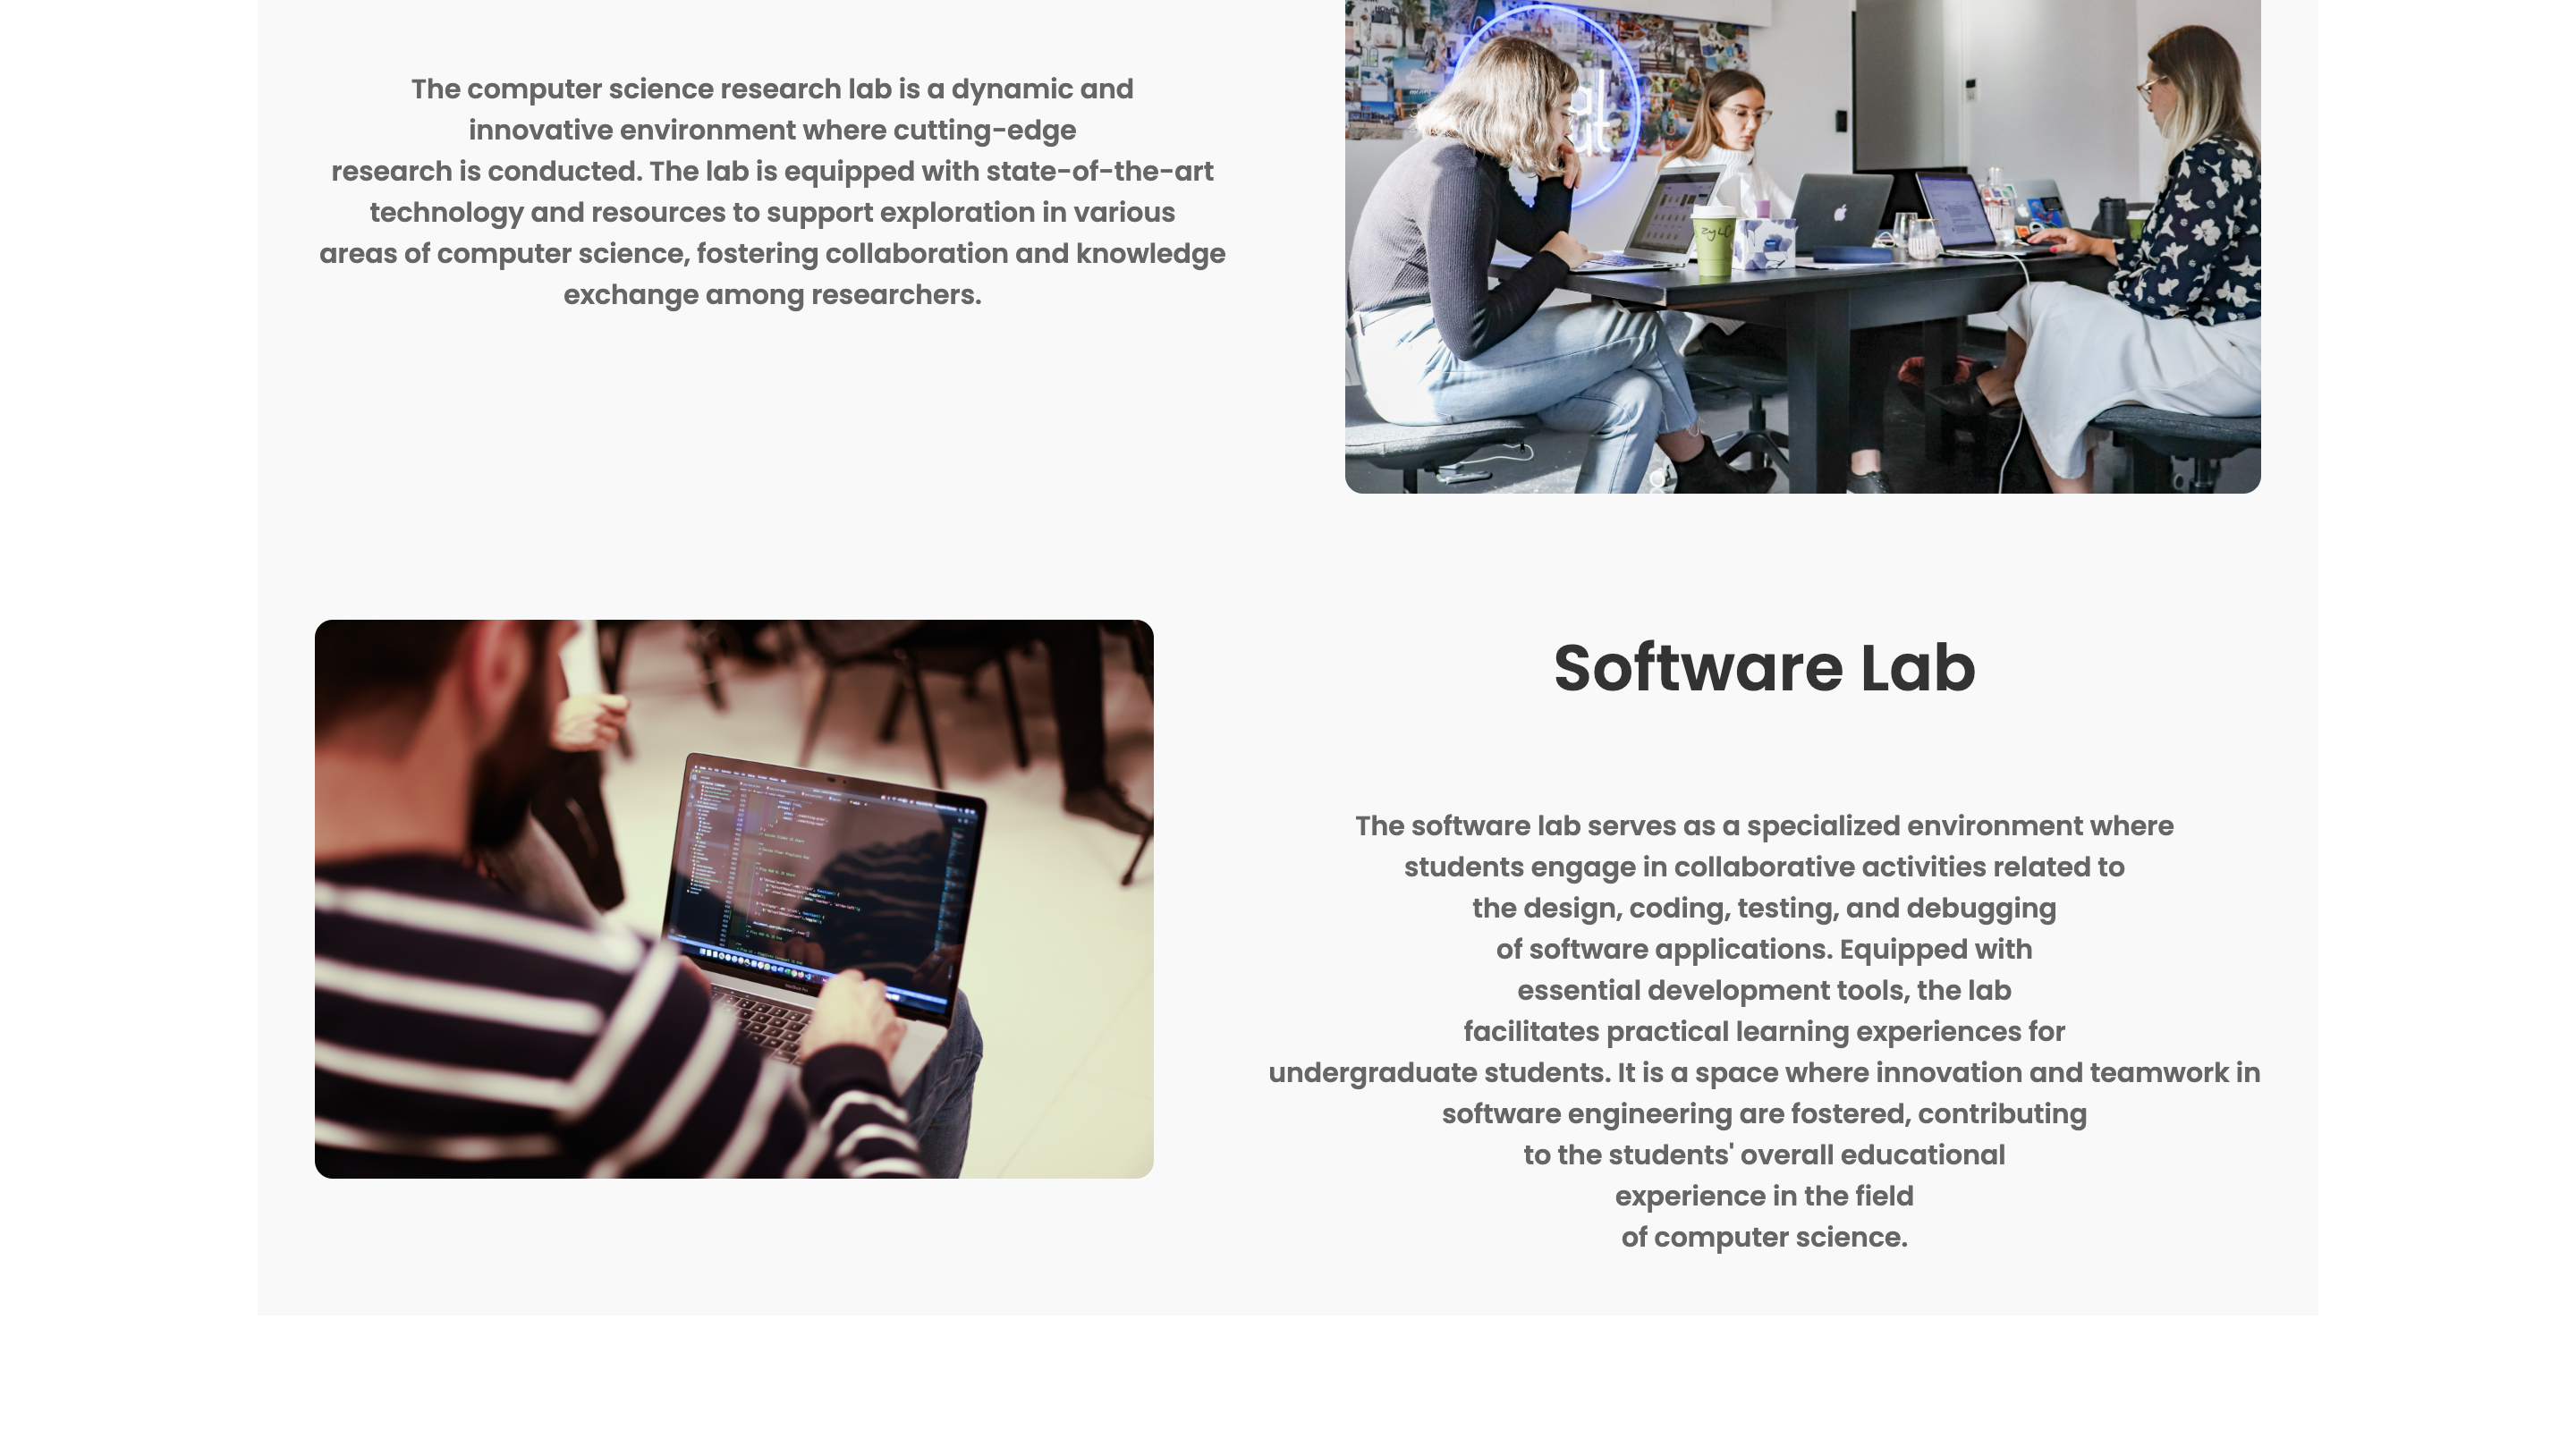 The computer science research lab is a dynamic and
innovative environment where cutting-edge
research is conducted. The lab is equipped with state-of-the-art
technology and resources to support exploration in various
areas of computer science, fostering collaboration and knowledge
exchange among researchers.
Software Lab
The software lab serves as a specialized environment where
students engage in collaborative activities related to
the design, coding, testing, and debugging
of software applications. Equipped with
essential development tools, the lab
facilitates practical learning experiences for
undergraduate students. It is a space where innovation and teamwork in
software engineering are fostered, contributing
to the students' overall educational
experience in the field
of computer science.